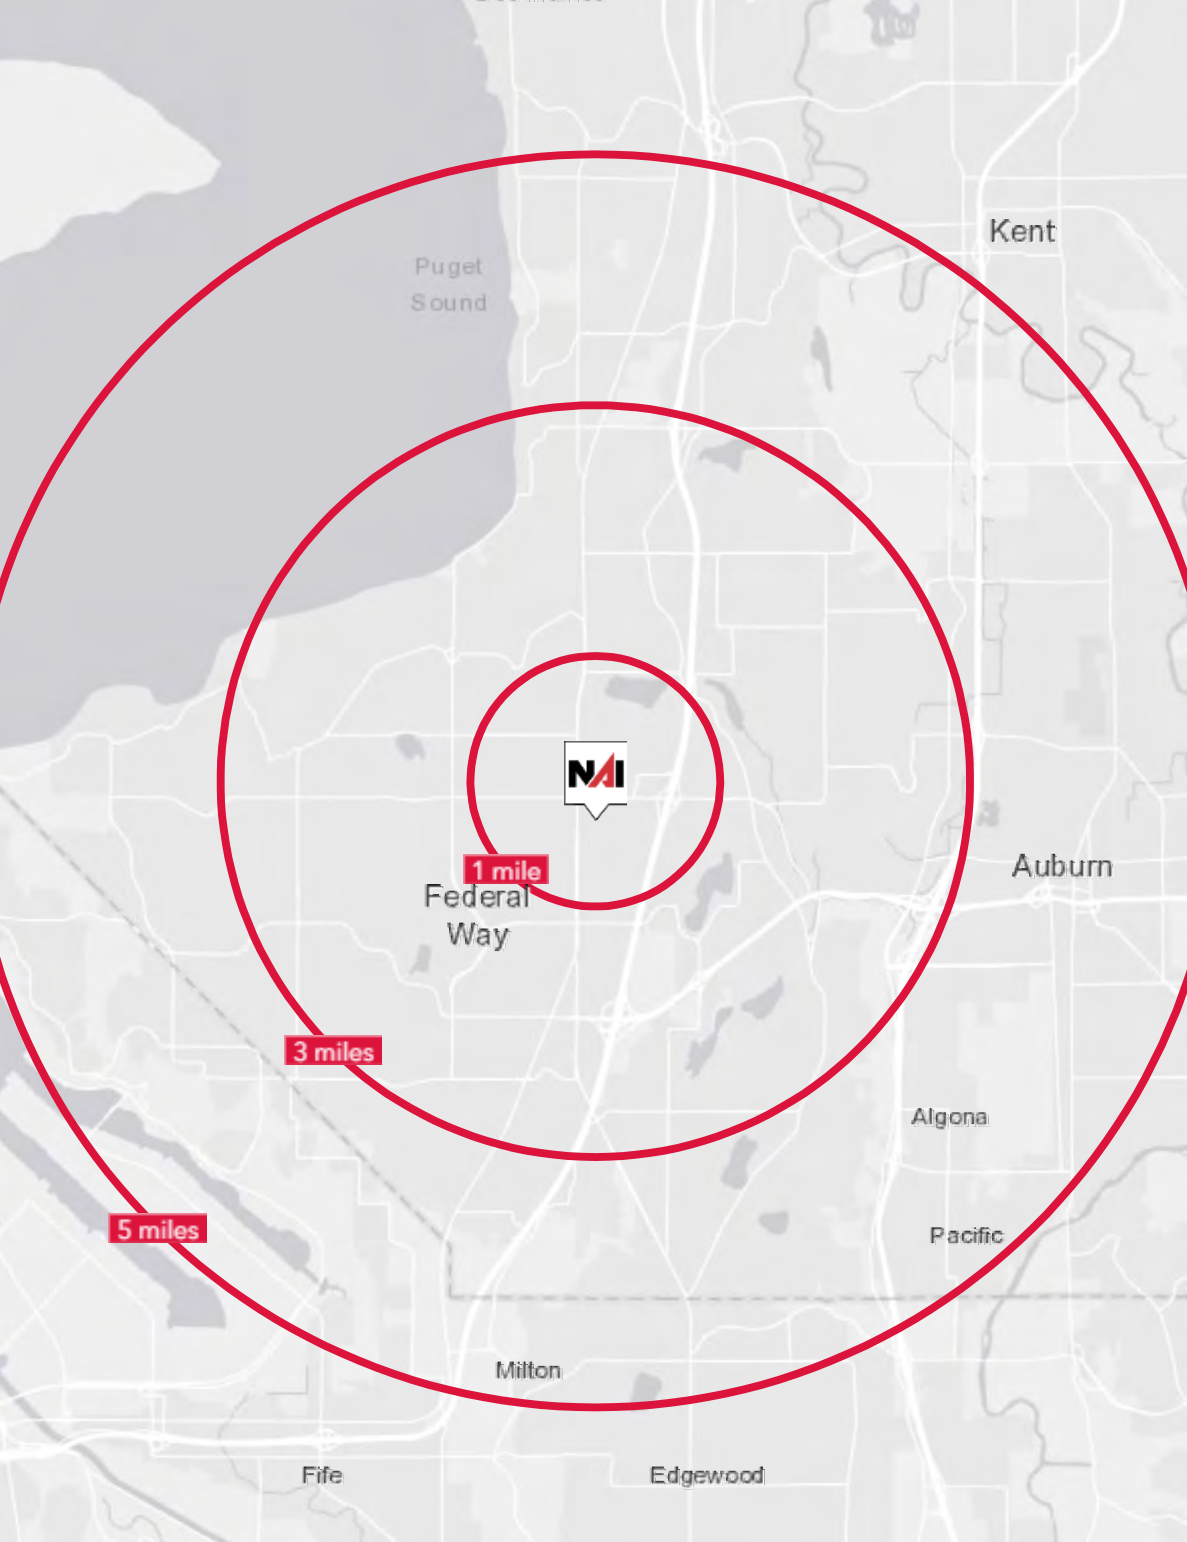 Kent
Puget
Sound
NAI
1 mile
Federal
Way
Auburn
3 miles
Algona
5 miles
Pacific
Milton
Fife
Edgewood